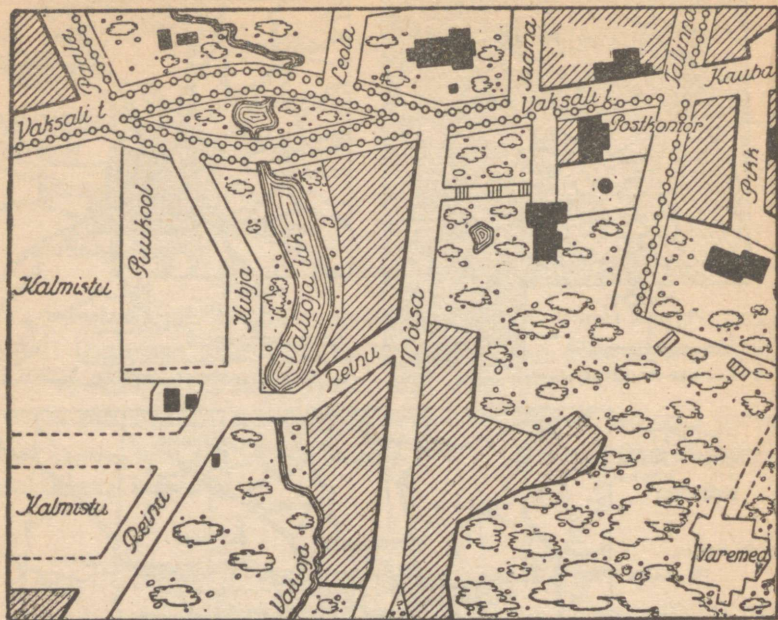 Paala
Leola
Jaama
Tallinna
Kauba
Vaksali t.
Vaksali t.
Postkontor
Pikk
Puukool
Kalmistu
Kubja
Valuoja tiik
Mõisa
Reinu
Kalmistu
Reinu
Valuoja
Varemed